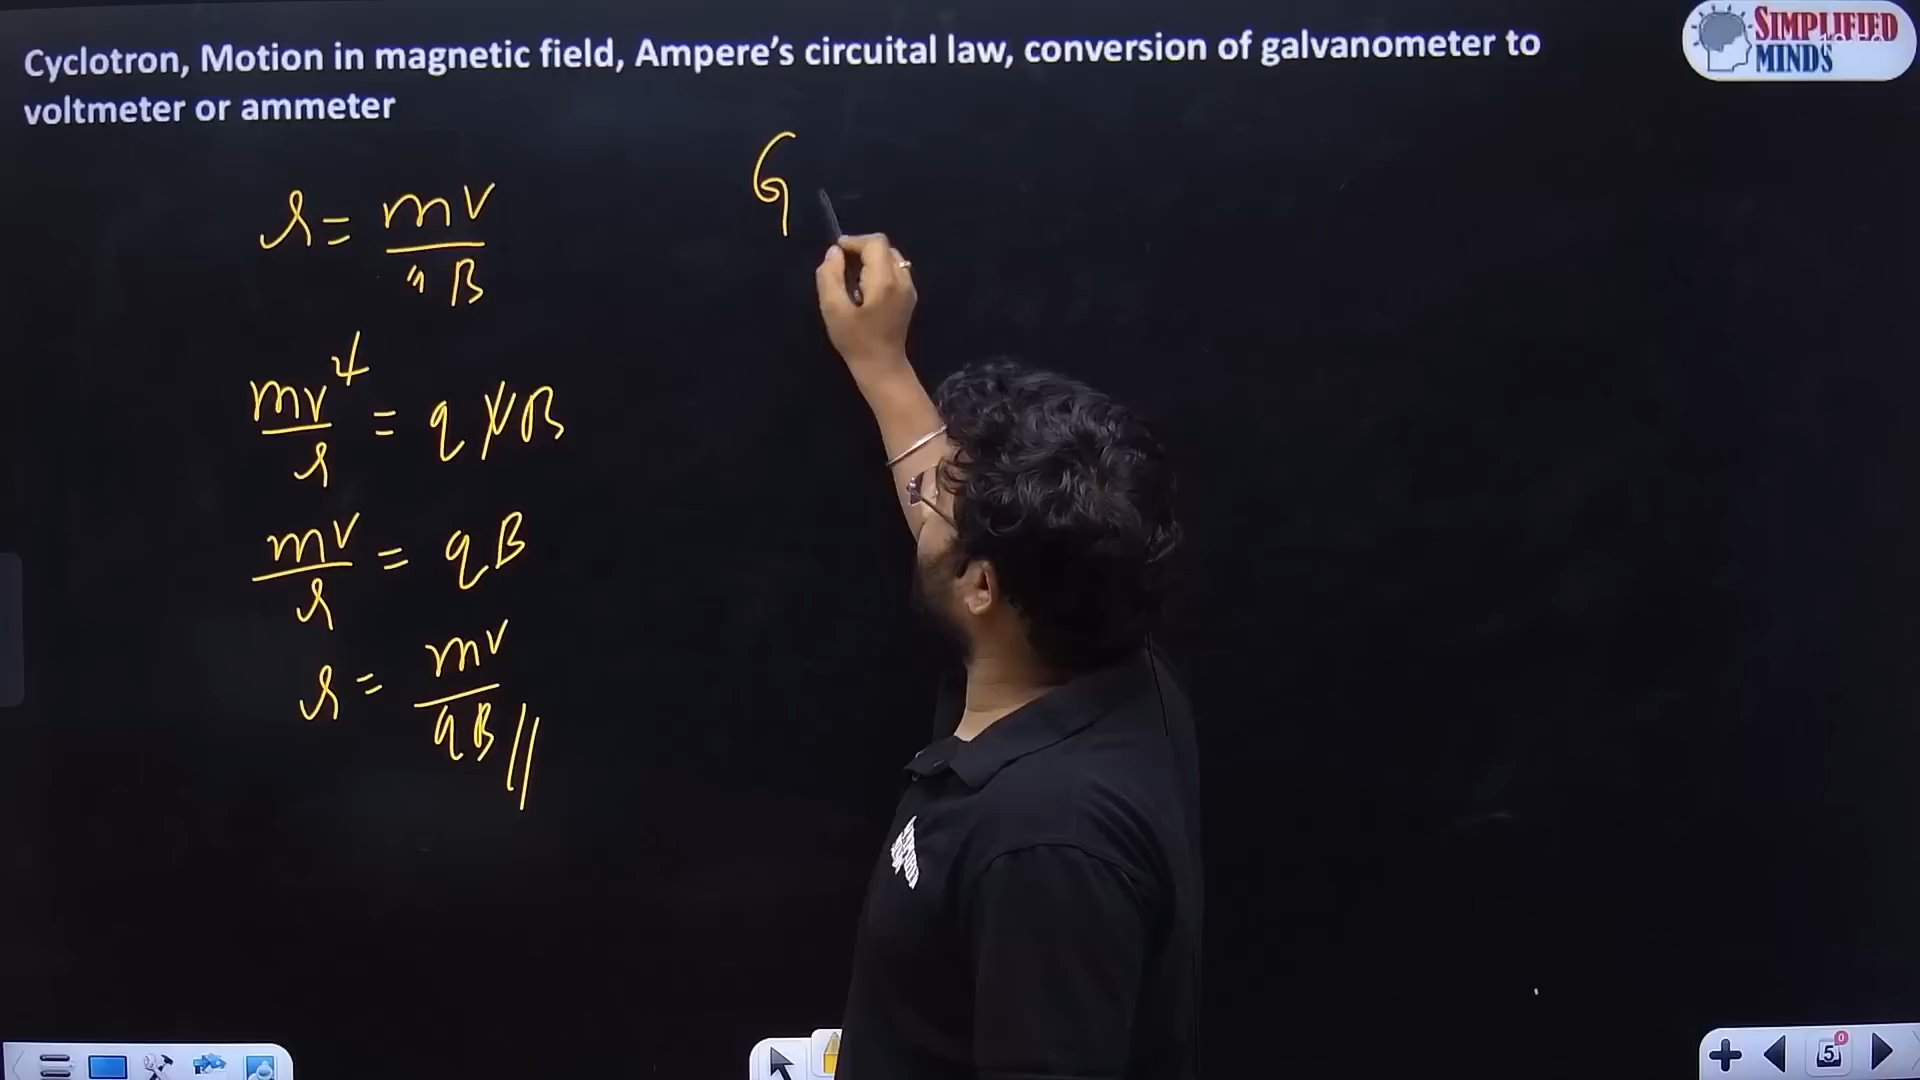 Cyclotron, Motion in magnetic field, Ampere's circuital law, conversion of galvanometer to
voltmeter or ammeter
SIMPLIFIED
MINDS
r = mv / qB
G
mv² / r = qvB
mv / r = qB
r = mv / qB //
5
0